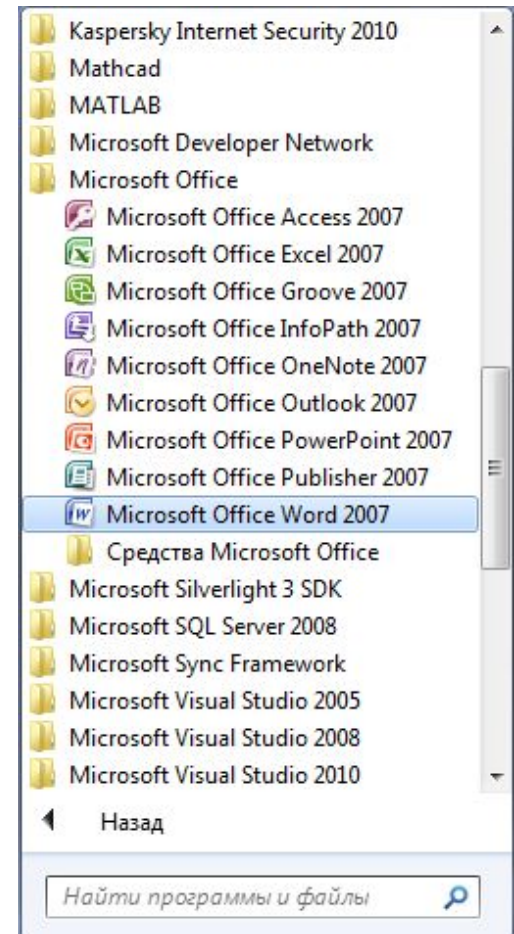 Kaspersky Internet Security 2010
Mathcad
MATLAB
Microsoft Developer Network
Microsoft Office
Microsoft Office Access 2007
Microsoft Office Excel 2007
Microsoft Office Groove 2007
Microsoft Office InfoPath 2007
Microsoft Office OneNote 2007
Microsoft Office Outlook 2007
Microsoft Office PowerPoint 2007
Microsoft Office Publisher 2007
Microsoft Office Word 2007
Средства Microsoft Office
Microsoft Silverlight 3 SDK
Microsoft SQL Server 2008
Microsoft Sync Framework
Microsoft Visual Studio 2005
Microsoft Visual Studio 2008
Microsoft Visual Studio 2010
Назад
Найти программы и файлы